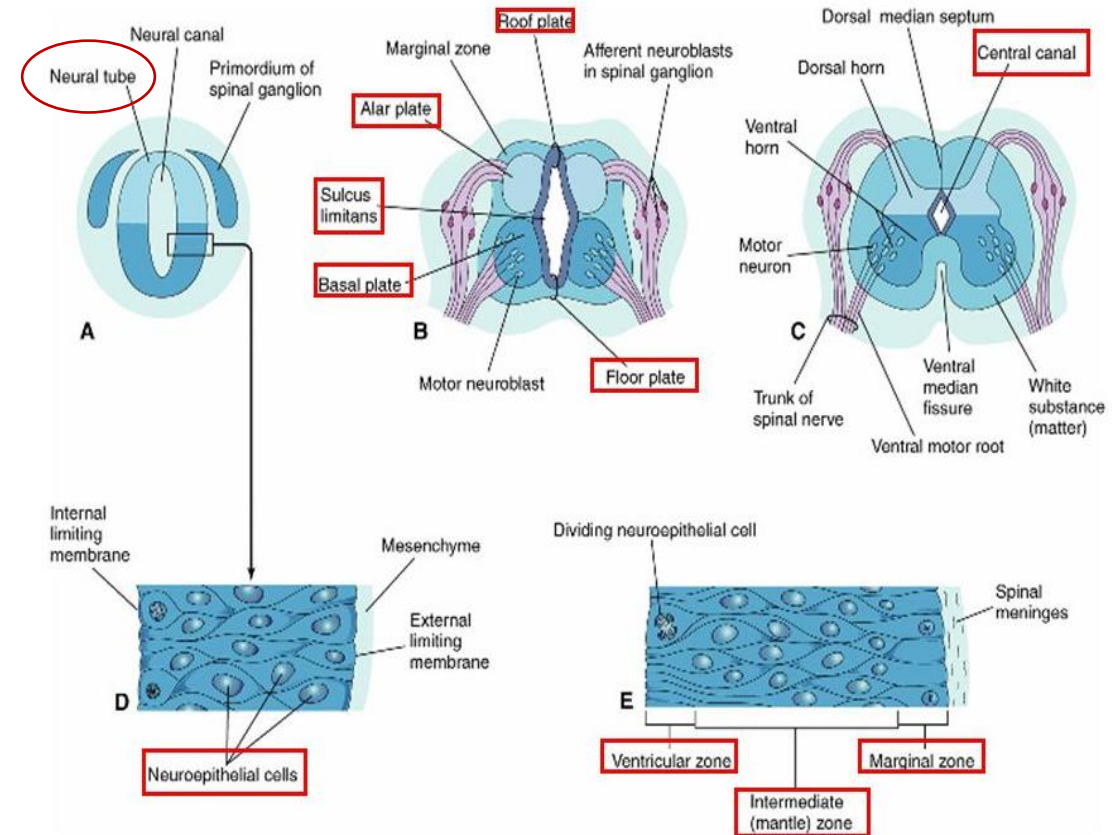 Neural canal
Neural tube
Primordium of
spinal ganglion
A
Roof plate
Marginal zone
Afferent neuroblasts
in spinal ganglion
Alar plate
Sulcus
limitans
Basal plate
B
Motor neuroblast
Floor plate
Dorsal median septum
Central canal
Dorsal horn
Ventral
horn
Motor
neuron
C
Trunk of
spinal nerve
Ventral
median
fissure
White
substance
(matter)
Ventral motor root
Internal
limiting
membrane
Mesenchyme
External
limiting
membrane
D
Neuroepithelial cells
Dividing neuroepithelial cell
Spinal
meninges
E
Ventricular zone
Marginal zone
Intermediate
(mantle) zone